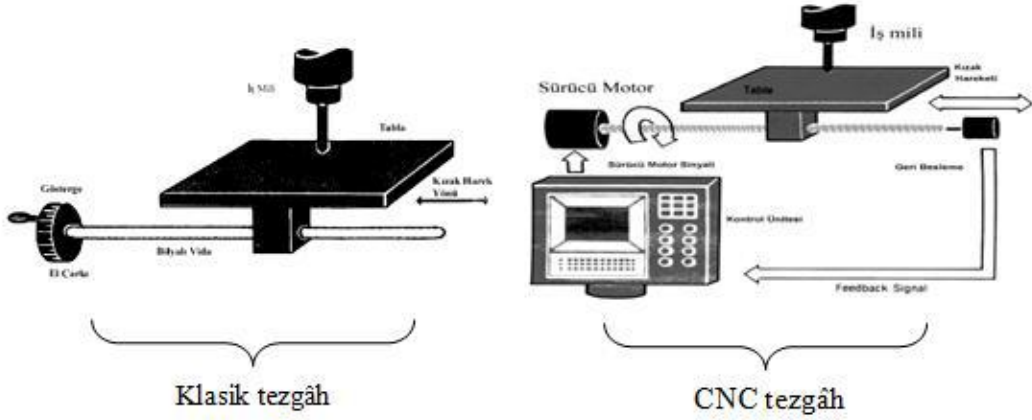 İş Mili
Tabla
Gösterge
Kızak Harek
Yönü
Bilyalı Vida
El Çarkı
Klasik tezgâh
İş mili
Kızak
Hareketi
Sürücü Motor
Tabla
Sürücü Motor Sinyali
Geri Besleme
Kontrol Ünitesi
Feedback Signal
CNC tezgâh